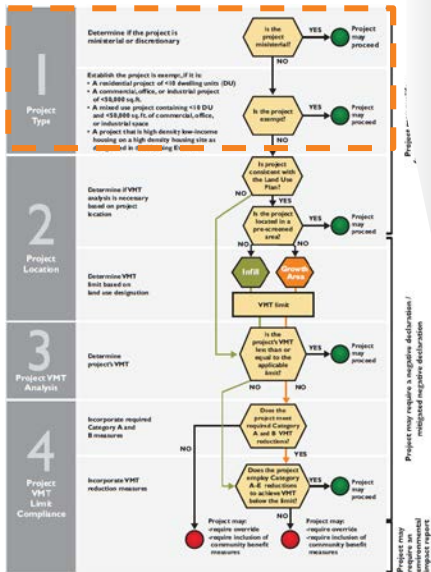 1
Project
Type
Determine if the project is
ministerial or discretionary
Is the
project
ministerial?
YES
Project
may
proceed
NO
Establish the project is exempt, if it is:
• A residential project of <10 dwelling units (DU)
• A commercial, office, or industrial project
of <50,000 sq. ft.
• A mixed use project containing <10 DU
and <50,000 sq. ft. of commercial, office,
or industrial space
• A project that is high density low-income
housing on a high density housing site as
in
Is the project
exempt?
YES
Project
may
proceed
NO
2
Project
Location
Determine if VMT
analysis is necessary
based on project
location
Is project
consistent with
the Land Use
Plan?
NO
YES
Is the
project
located in a
pre-screened
area?
YES
Project
may
proceed
NO
NO
Determine VMT
limit based on
land use designation
Infill
Growth
Area
VMT limit
3
Project VMT
Analysis
Determine
project's VMT
Is the
project's VMT
less than or
equal to the
applicable
limit?
YES
Project
may
proceed
NO
NO
4
Project
VMT
Limit
Compliance
Incorporate required
Category A and
B measures
Does the
project meet
required Category
A and B VMT
reductions?
NO
YES
Incorporate VMT
reduction measures
Does the project
employ Category
A–E reductions
to achieve VMT
below the limit?
YES
Project
may
proceed
NO
NO
Project may:
-require override
-require inclusion of
community benefit
measures
Project may:
-require override
-require inclusion of
community benefit
measures
Project
Project may require a negative declaration /
mitigated negative declaration
Project may
require an
environmental
impact report